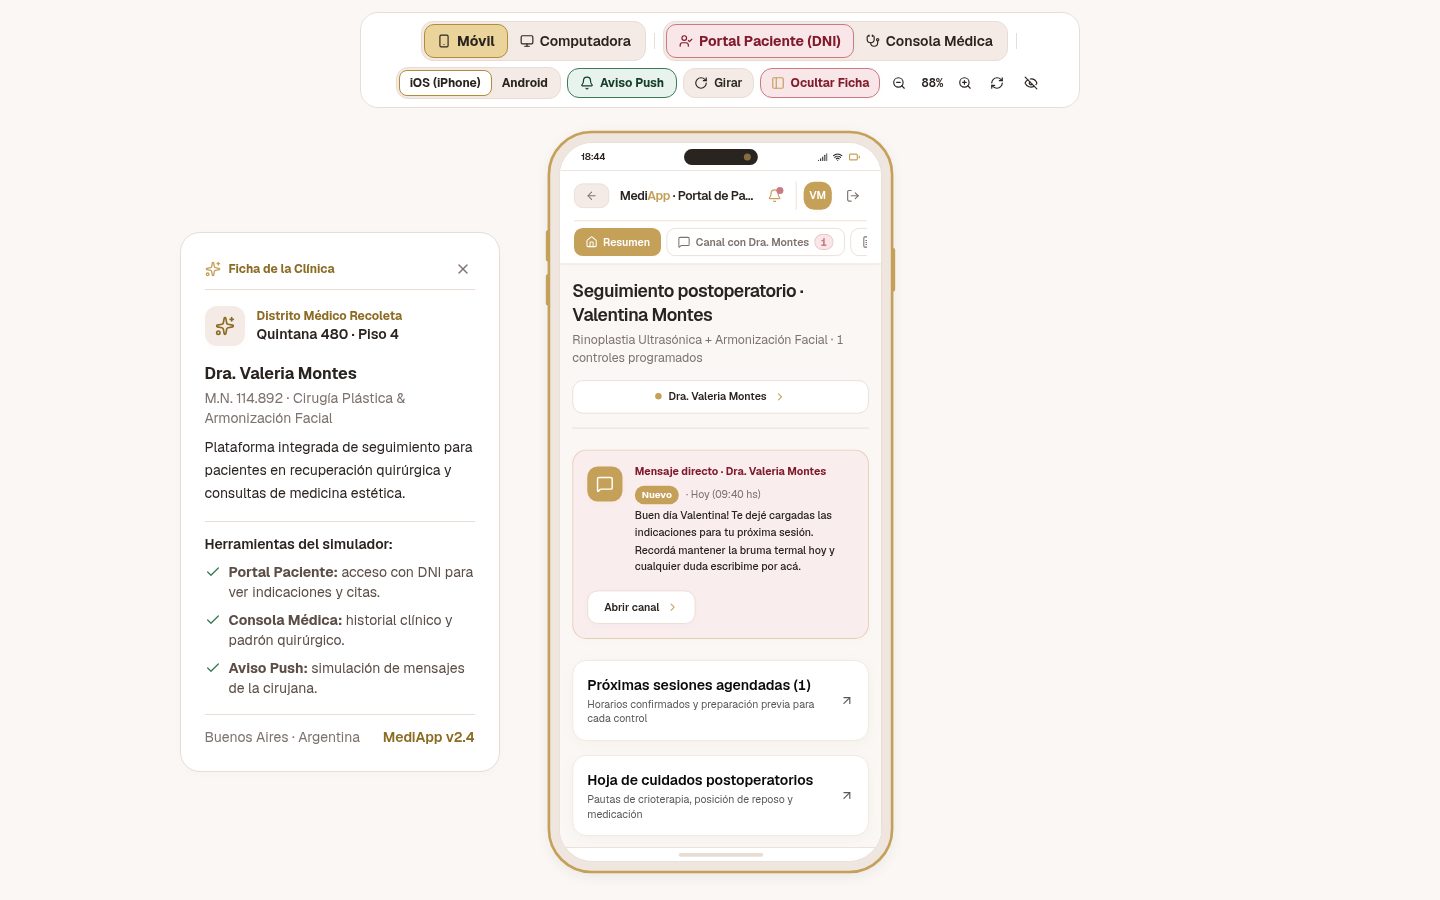 Móvil
Computadora
Portal Paciente (DNI)
Consola Médica
iOS (iPhone)
Android
Aviso Push
Girar
Ocultar Ficha
88%
Ficha de la Clínica
Distrito Médico Recoleta
Quintana 480 · Piso 4
Dra. Valeria Montes
M.N. 114.892 · Cirugía Plástica &
Armonización Facial
Plataforma integrada de seguimiento para
pacientes en recuperación quirúrgica y
consultas de medicina estética.
Herramientas del simulador:
Portal Paciente: acceso con DNI para
ver indicaciones y citas.
Consola Médica: historial clínico y
padrón quirúrgico.
Aviso Push: simulación de mensajes
de la cirujana.
Buenos Aires · Argentina
MediApp v2.4
18:44
MediApp · Portal de Pa...
VM
Resumen
Canal con Dra. Montes
1
Seguimiento postoperatorio ·
Valentina Montes
Rinoplastia Ultrasónica + Armonización Facial · 1
controles programados
Dra. Valeria Montes
Mensaje directo · Dra. Valeria Montes
Nuevo · Hoy (09:40 hs)
Buen día Valentina! Te dejé cargadas las
indicaciones para tu próxima sesión.
Recordá mantener la bruma termal hoy y
cualquier duda escribime por acá.
Abrir canal
Próximas sesiones agendadas (1)
Horarios confirmados y preparación previa para
cada control
Hoja de cuidados postoperatorios
Pautas de crioterapia, posición de reposo y
medicación